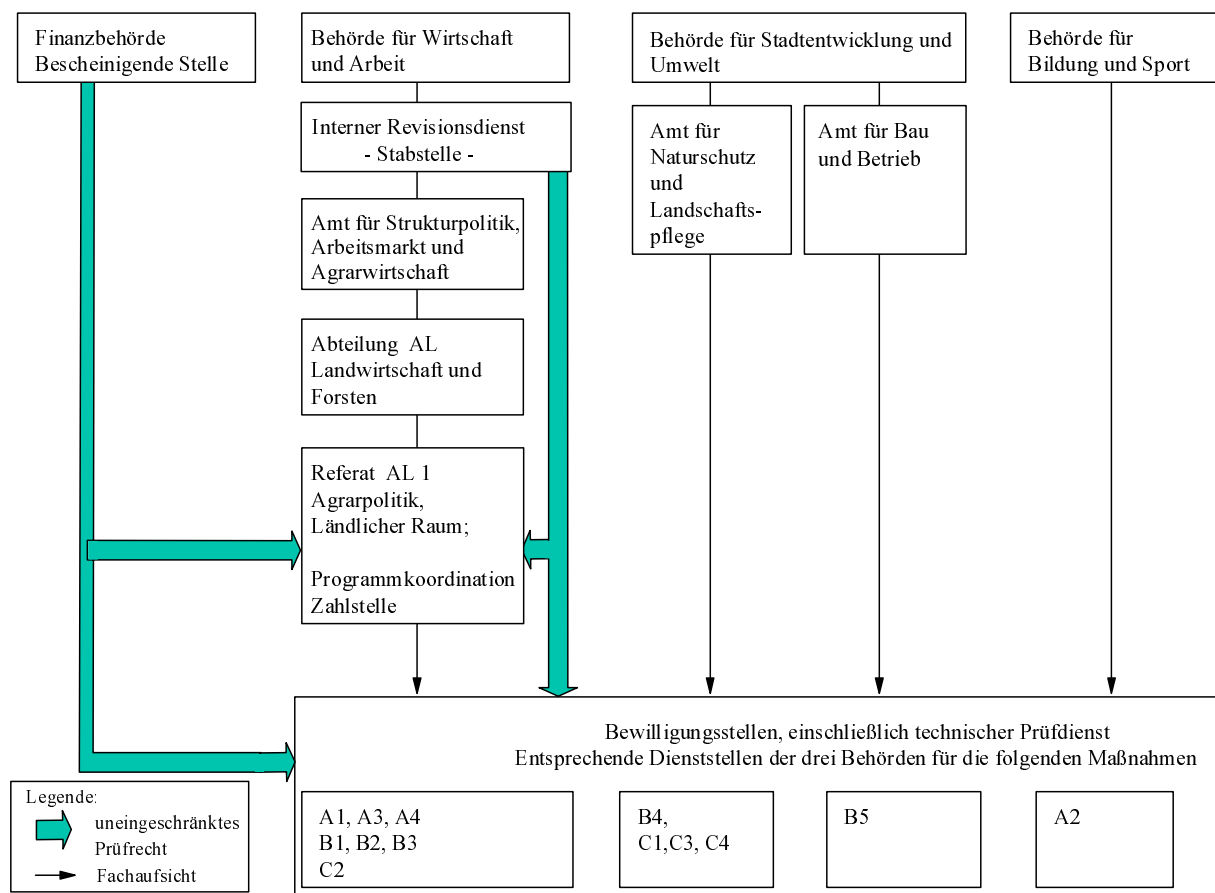 Finanzbehörde
Bescheinigende Stelle
Behörde für Wirtschaft
und Arbeit
Behörde für Stadtentwicklung und
Umwelt
Behörde für
Bildung und Sport
Interner Revisionsdienst
- Stabstelle -
Amt für
Naturschutz
und
Landschafts-
pflege
Amt für Bau
und Betrieb
Amt für Strukturpolitik,
Arbeitsmarkt und
Agrarwirtschaft
Abteilung AL
Landwirtschaft und
Forsten
Referat AL 1
Agrarpolitik,
Ländlicher Raum;
Programmkoordination
Zahlstelle
Bewilligungsstellen, einschließlich technischer Prüfdienst
Entsprechende Dienststellen der drei Behörden für die folgenden Maßnahmen
A1, A3, A4
B1, B2, B3
C2
B4,
C1,C3, C4
B5
A2
Legende:
uneingeschränktes
Prüfrecht
Fachaufsicht